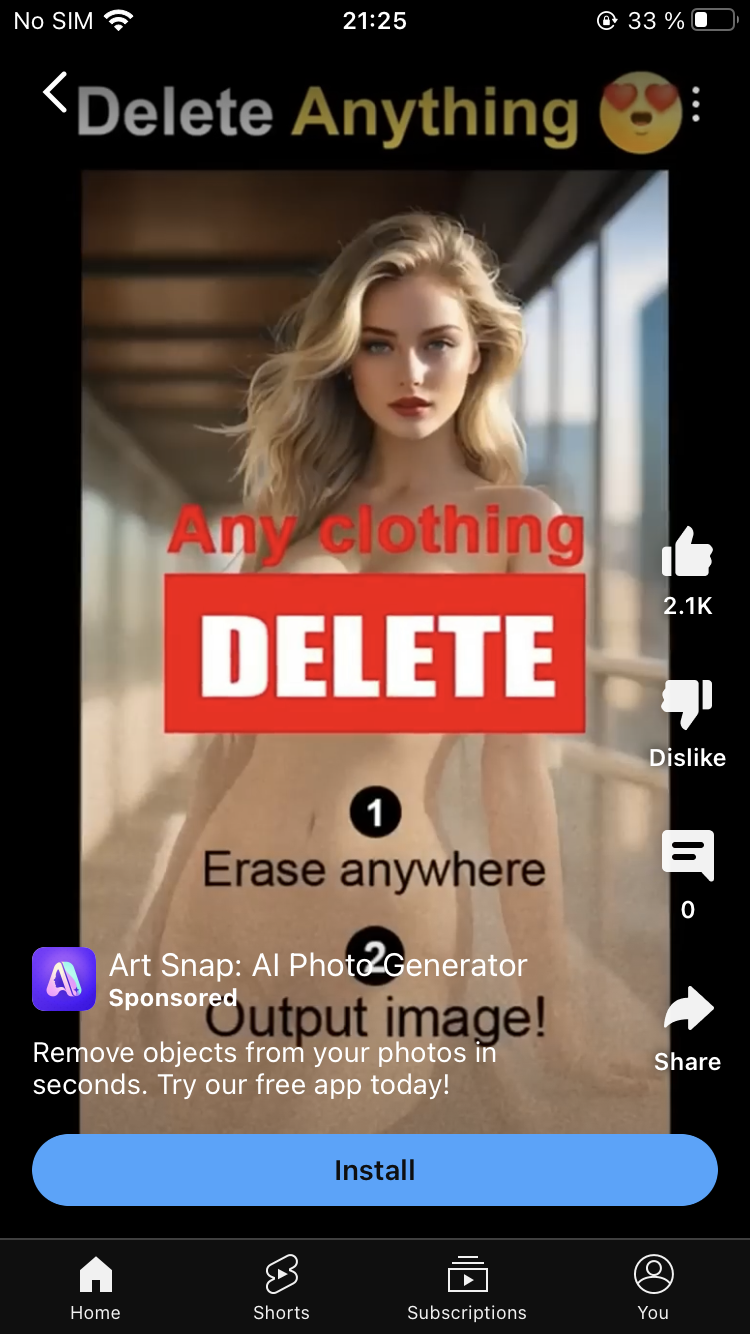 No SIM
21:25
33 %
Delete Anything
Any clothing
DELETE
1
Erase anywhere
2
Output image!
2.1K
Dislike
0
Share
Art Snap: AI Photo Generator
Sponsored
Remove objects from your photos in
seconds. Try our free app today!
Install
Home
Shorts
Subscriptions
You